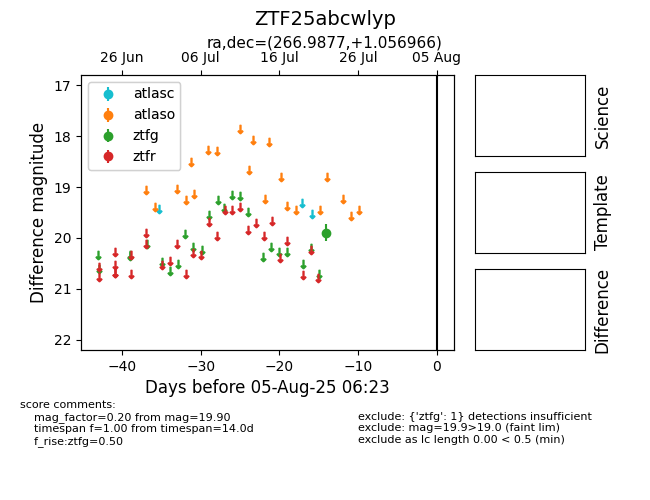 ZTF25abcwlyp
ra,dec=(266.9877,+1.056966)
26 Jun 06 Jul 16 Jul 26 Jul 05 Aug
17
18
19
20
21
22
Difference magnitude
atlasc
atlaso
ztfg
ztfr
−40 −30 −20 −10 0
Days before 05-Aug-25 06:23
Science
Template
Difference
score comments:
mag_factor=0.20 from mag=19.90
timespan f=1.00 from timespan=14.0d
f_rise:ztfg=0.50
exclude: {'ztfg': 1} detections insufficient
exclude: mag=19.9>19.0 (faint lim)
exclude as lc length 0.00 < 0.5 (min)